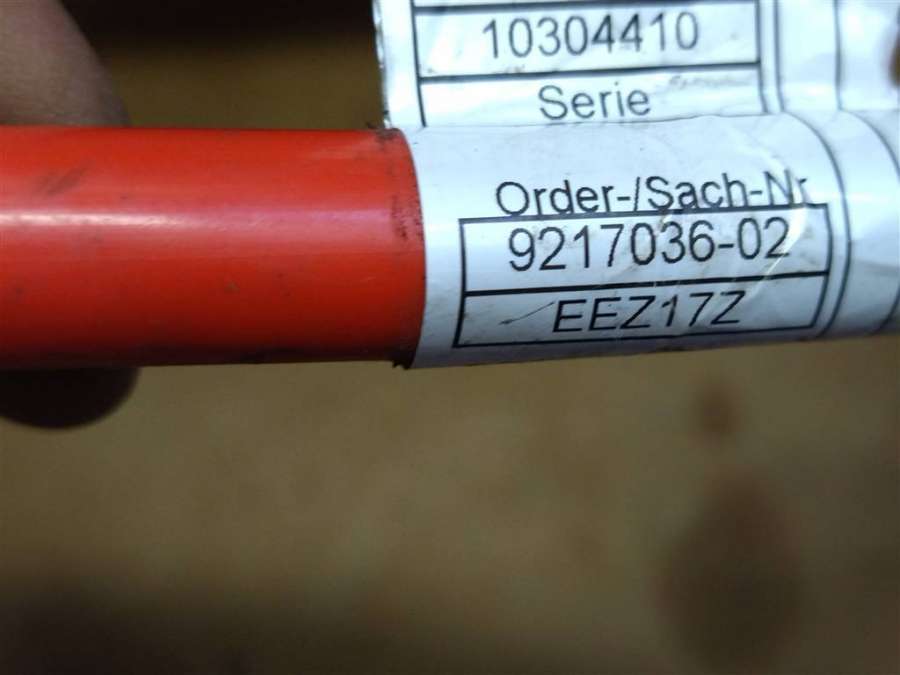 10304410
Serie
Order-/Sach-Nr
9217036-02
EEZ17Z